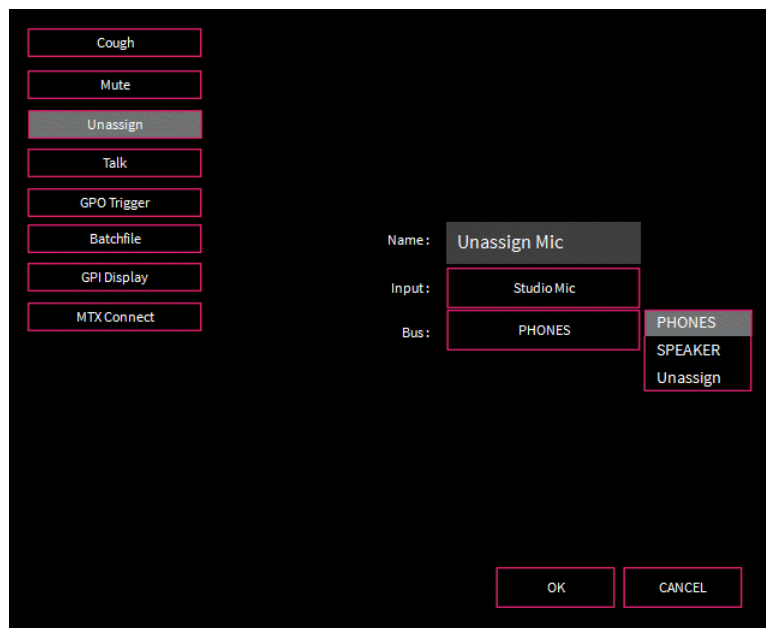 Cough
Mute
Unassign
Talk
GPO Trigger
Batchfile
GPI Display
MTX Connect
Name: Unassign Mic
Input: Studio Mic
Bus: PHONES
PHONES
SPEAKER
Unassign
OK CANCEL